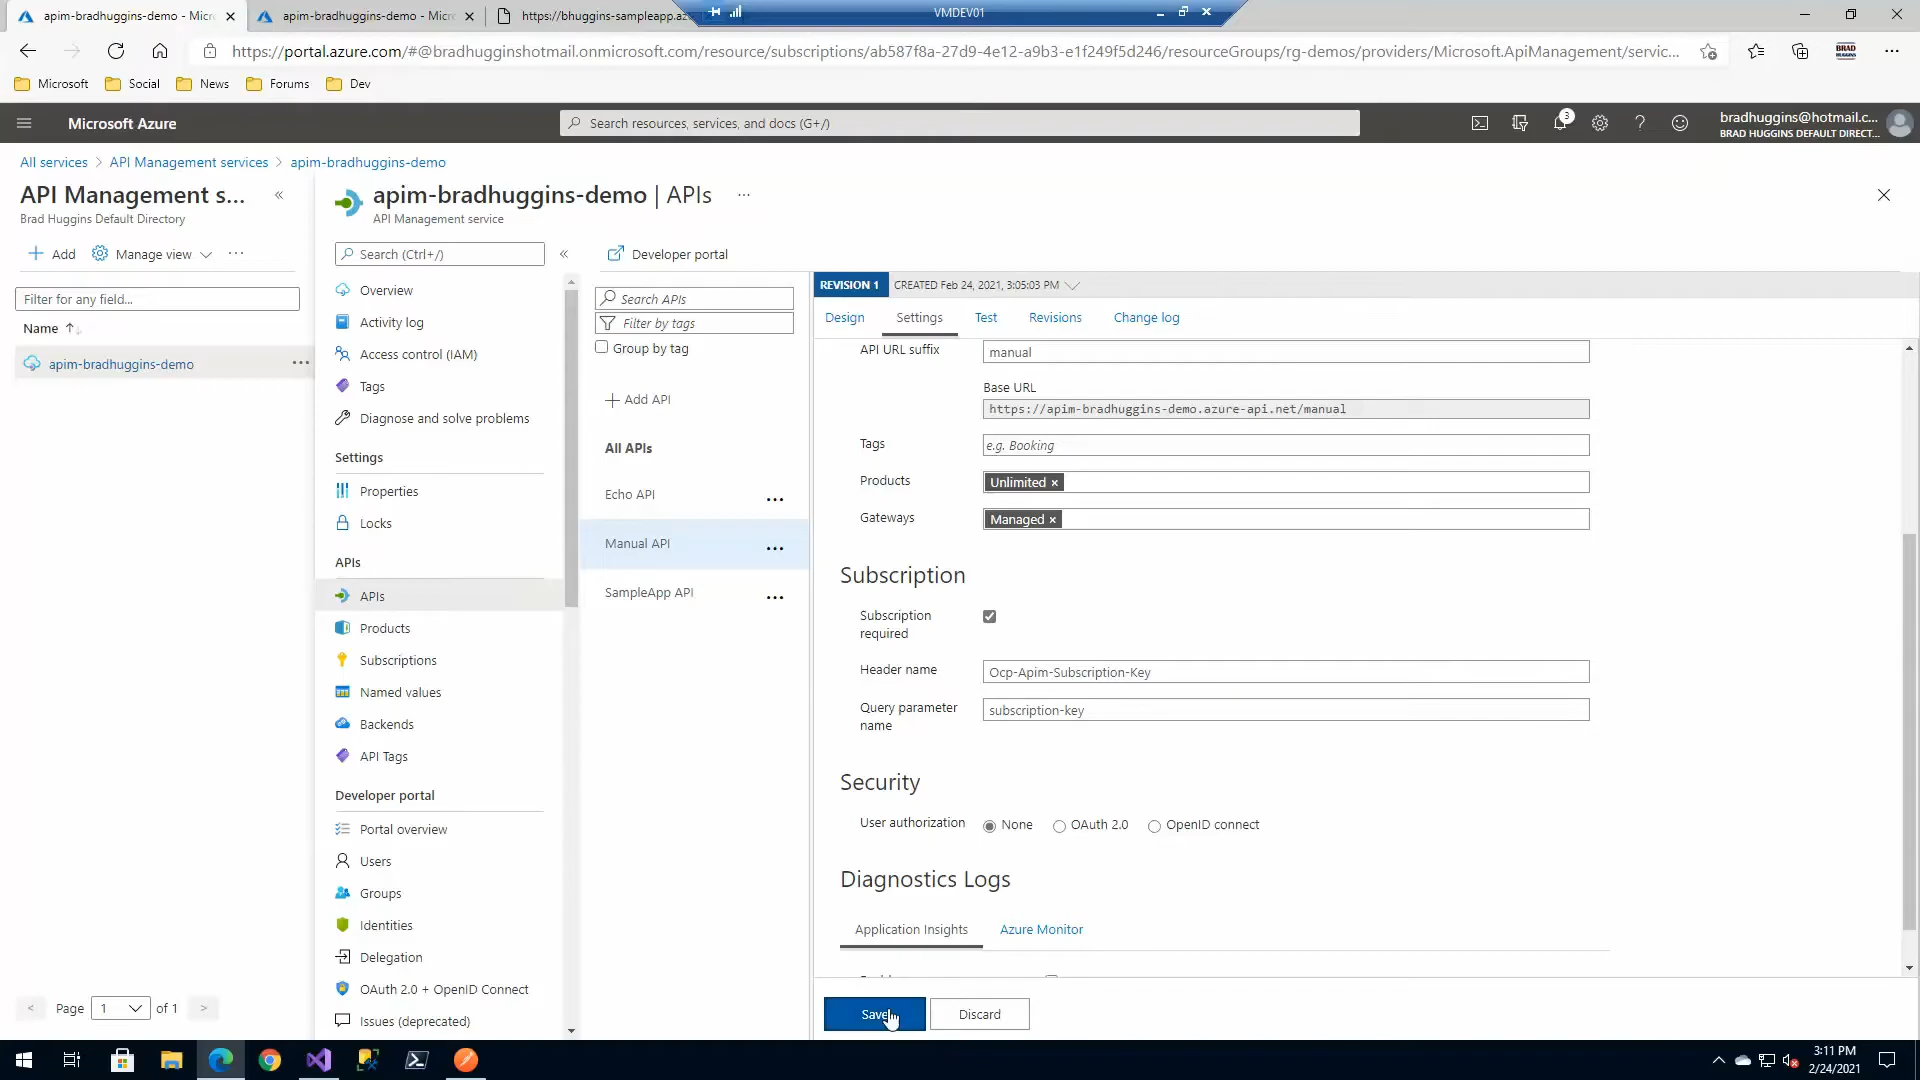 apim-bradhuggins-demo - Micro
apim-bradhuggins-demo - Micr
https://bhuggins-sampleapp.az
VMDEV01
https://portal.azure.com/#@bradhugginshotmail.onmicrosoft.com/resource/subscriptions/ab587f8a-27d9-4e12-a9b3-e1f249f5d246/resourceGroups/rg-demos/providers/Microsoft.ApiManagement/servic...
BRAD
HUGGINS
Microsoft
Social
News
Forums
Dev
Microsoft Azure
Search resources, services, and docs (G+/)
3
bradhuggins@hotmail.c...
BRAD HUGGINS DEFAULT DIRECT...
All services > API Management services > apim-bradhuggins-demo
API Management s...
Brad Huggins Default Directory
Add
Manage view
Filter for any field...
Name
apim-bradhuggins-demo
Page 1 of 1
apim-bradhuggins-demo | APIs
API Management service
Search (Ctrl+/)
Overview
Activity log
Access control (IAM)
Tags
Diagnose and solve problems
Settings
Properties
Locks
APIs
APIs
Products
Subscriptions
Named values
Backends
API Tags
Developer portal
Portal overview
Users
Groups
Identities
Delegation
OAuth 2.0 + OpenID Connect
Issues (deprecated)
Developer portal
Search APIs
Filter by tags
Group by tag
Add API
All APIs
Echo API
Manual API
SampleApp API
REVISION 1
CREATED Feb 24, 2021, 3:05:03 PM
Design
Settings
Test
Revisions
Change log
API URL suffix
manual
Base URL
https://apim-bradhuggins-demo.azure-api.net/manual
Tags
e.g. Booking
Products
Unlimited ×
Gateways
Managed ×
Subscription
Subscription
required
Header name
Ocp-Apim-Subscription-Key
Query parameter
name
subscription-key
Security
User authorization
None
OAuth 2.0
OpenID connect
Diagnostics Logs
Application Insights
Azure Monitor
Save
Discard
3:11 PM
2/24/2021